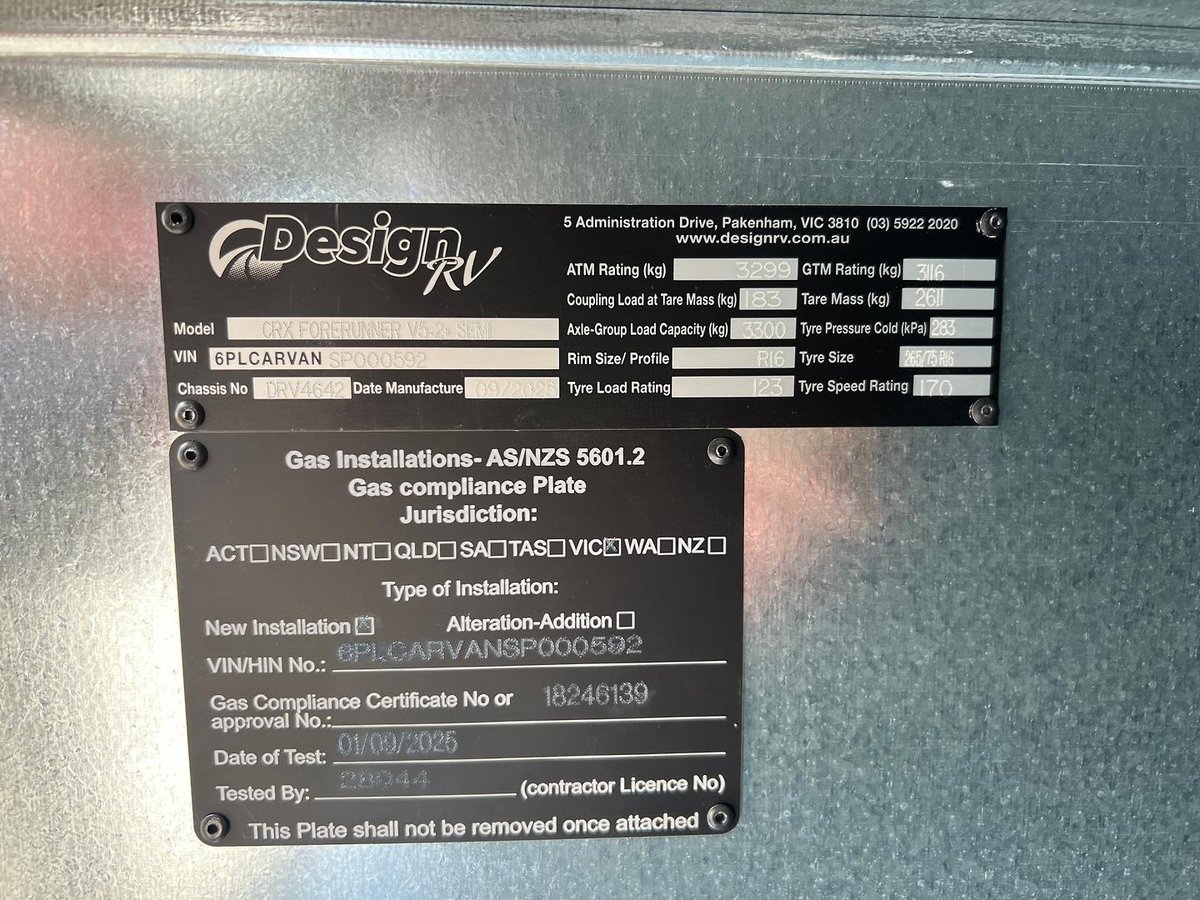 Design RV
5 Administration Drive, Pakenham, VIC 3810 (03) 5922 2020
www.designrv.com.au
ATM Rating (kg) 3299 GTM Rating (kg) 3116
Coupling Load at Tare Mass (kg) 183 Tare Mass (kg) 2611
Model CRX FORERUNNER V5-2+ SEMI Axle-Group Load Capacity (kg) 3300 Tyre Pressure Cold (kPa) 283
VIN 6PLCARVAN SP000592 Rim Size/ Profile R16 Tyre Size 265/75 R16
Chassis No DRV4642 Date Manufacture 09/2025 Tyre Load Rating 123 Tyre Speed Rating 170
Gas Installations- AS/NZS 5601.2
Gas compliance Plate
Jurisdiction:
ACT NSW NT QLD SA TAS VIC WA NZ
Type of Installation:
New Installation Alteration-Addition
VIN/HIN No.: 6PLCARVANSP000592
Gas Compliance Certificate No or 18246139
approval No.:
Date of Test: 01/09/2025
Tested By: (contractor Licence No)
This Plate shall not be removed once attached